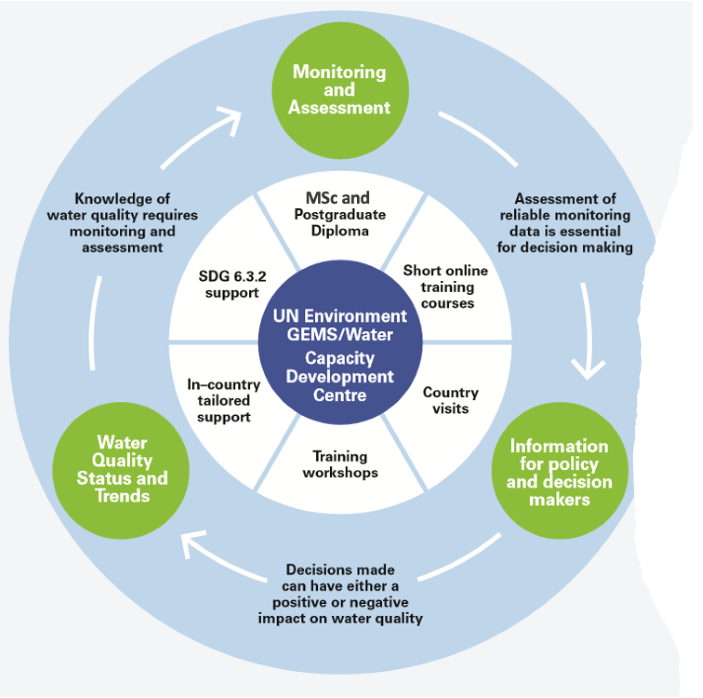 Monitoring
and
Assessment
Knowledge of
water quality requires
monitoring and
assessment
Assessment of
reliable monitoring
data is essential
for decision making
MSc and
Postgraduate
Diploma
SDG 6.3.2
support
Short online
training
courses
UN Environment
GEMS/Water
Capacity
Development
Centre
In–country
tailored
support
Country
visits
Training
workshops
Water
Quality
Status and
Trends
Information
for policy
and decision
makers
Decisions made
can have either a
positive or negative
impact on water quality